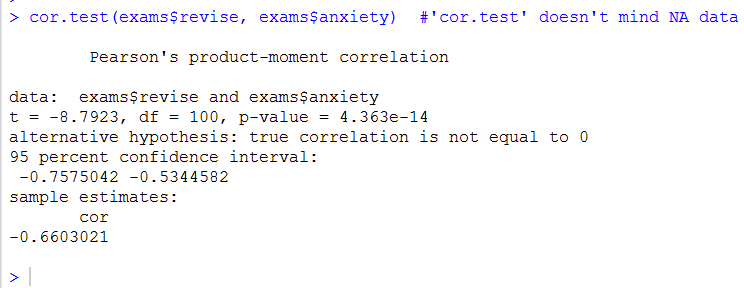 > cor.test(exams$revise, exams$anxiety)  #'cor.test' doesn't mind NA data
Pearson's product-moment correlation
data:  exams$revise and exams$anxiety
t = -8.7923, df = 100, p-value = 4.363e-14
alternative hypothesis: true correlation is not equal to 0
95 percent confidence interval:
 -0.7575042 -0.5344582
sample estimates:
       cor
-0.6603021
>